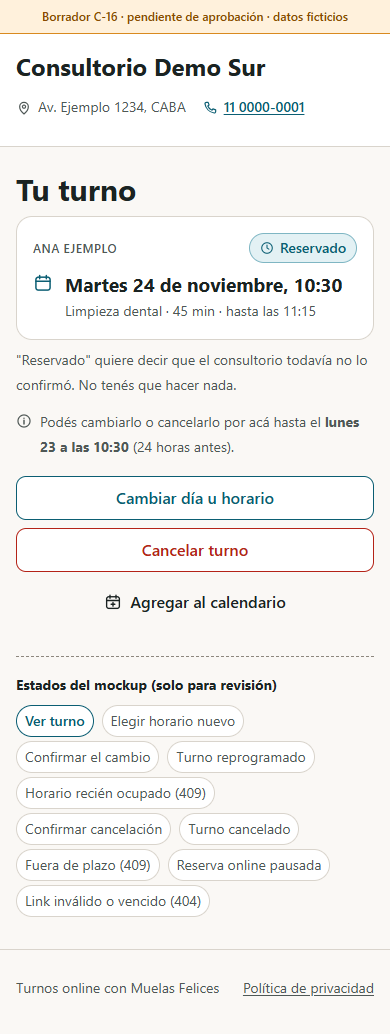 Borrador C-16 · pendiente de aprobación · datos ficticios
Consultorio Demo Sur
Av. Ejemplo 1234, CABA 11 0000-0001
Tu turno
ANA EJEMPLO Reservado
Martes 24 de noviembre, 10:30
Limpieza dental · 45 min · hasta las 11:15
"Reservado" quiere decir que el consultorio todavía no lo
confirmó. No tenés que hacer nada.
Podés cambiarlo o cancelarlo por acá hasta el lunes
23 a las 10:30 (24 horas antes).
Cambiar día u horario
Cancelar turno
Agregar al calendario
Estados del mockup (solo para revisión)
Ver turno Elegir horario nuevo
Confirmar el cambio Turno reprogramado
Horario recién ocupado (409)
Confirmar cancelación Turno cancelado
Fuera de plazo (409) Reserva online pausada
Link inválido o vencido (404)
Turnos online con Muelas Felices Política de privacidad